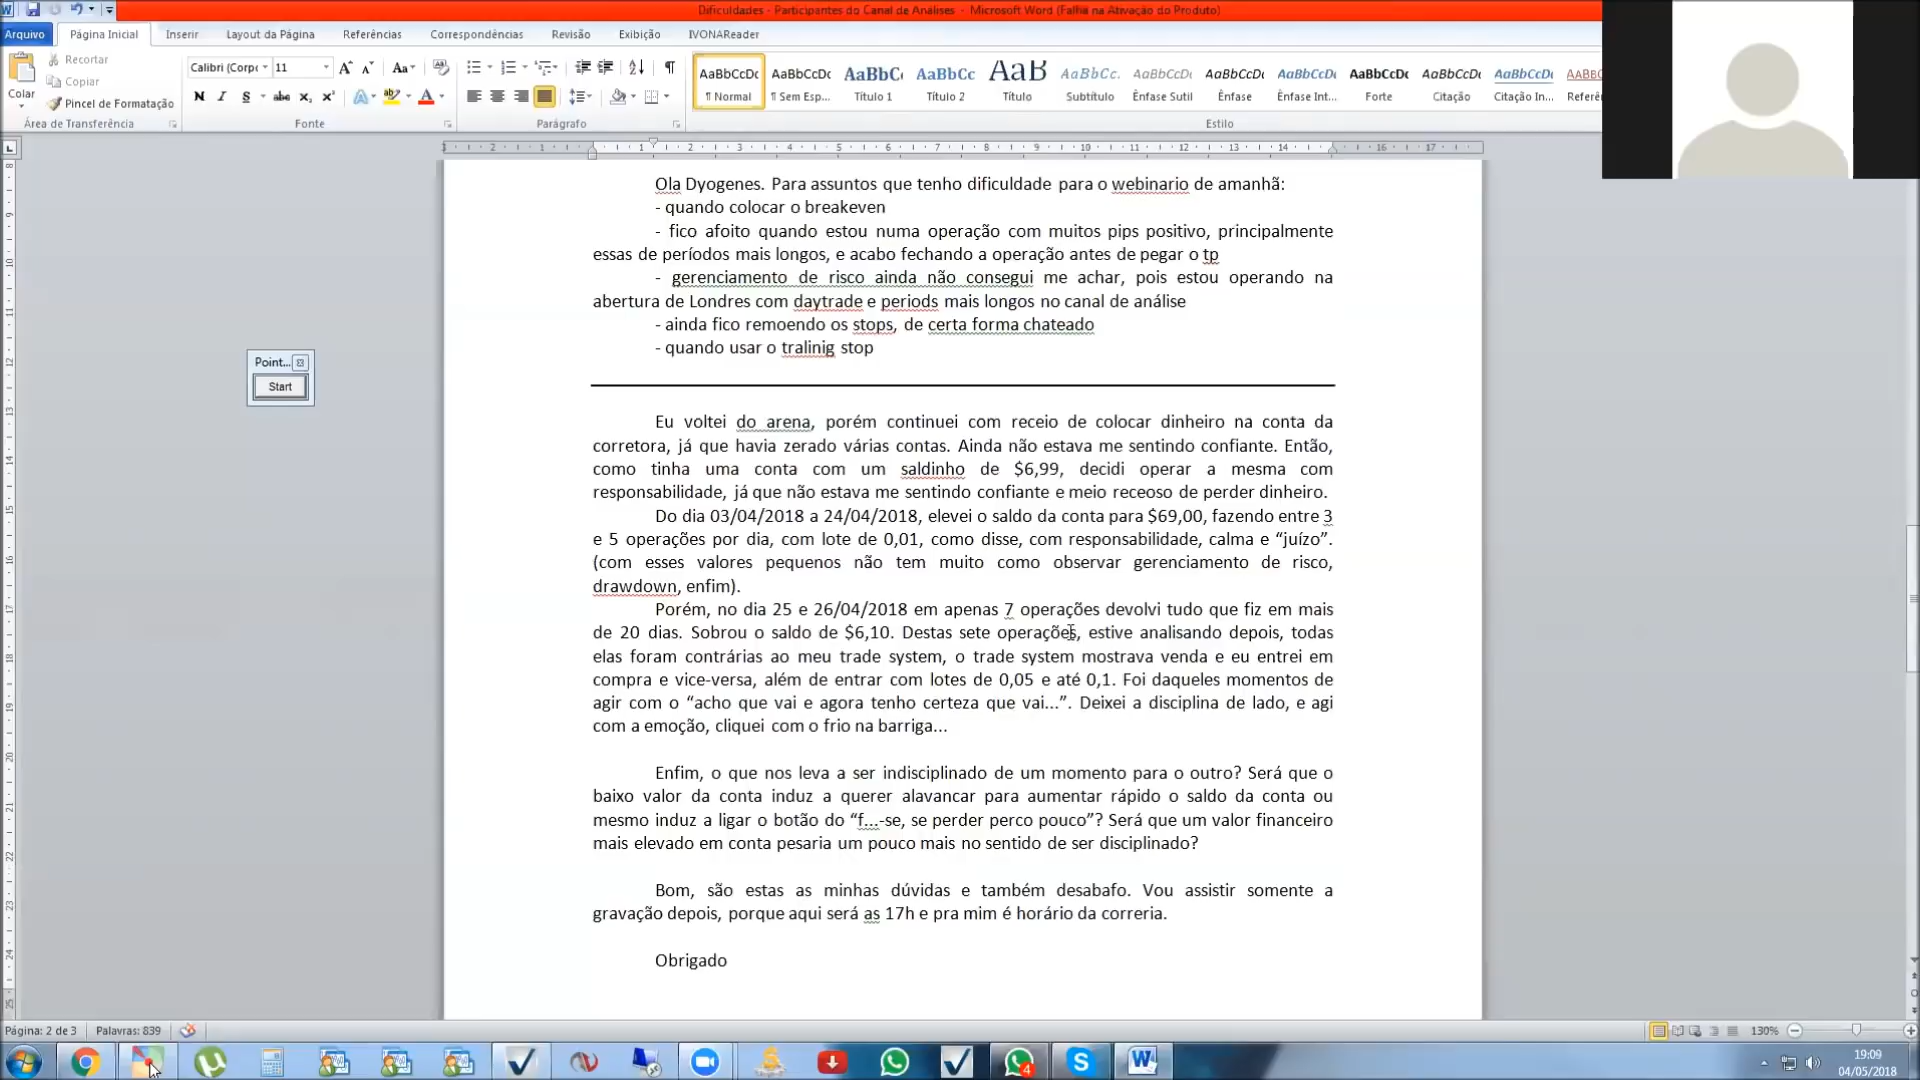 Dificuldades - Participantes do Canal de Análises - Microsoft Word (Falha na Ativação do Produto)
Arquivo Página Inicial Inserir Layout da Página Referências Correspondências Revisão Exibição IVONAReader
Colar
Recortar
Copiar
Pincel de Formatação
Área de Transferência
Calibri (Corpo 11
Fonte
Parágrafo
AaBbCcDc AaBbCcDc AaBbC AaBbCc AaB AaBbCc. AaBbCcDc AaBbCcDc AaBbCcDc AaBbCcDc AaBbCcDc AaBbCcDc AABBC
¶ Normal ¶ Sem Esp... Título 1 Título 2 Título Subtítulo Ênfase Sutil Ênfase Ênfase Int... Forte Citação Citação In... Referê
Estilo
Ola Dyogenes. Para assuntos que tenho dificuldade para o webinario de amanhã:
- quando colocar o breakeven
- fico afoito quando estou numa operação com muitos pips positivo, principalmente
essas de períodos mais longos, e acabo fechando a operação antes de pegar o tp
- gerenciamento de risco ainda não consegui me achar, pois estou operando na
abertura de Londres com daytrade e periods mais longos no canal de análise
- ainda fico remoendo os stops, de certa forma chateado
- quando usar o tralinig stop
Point...
Start
Eu voltei do arena, porém continuei com receio de colocar dinheiro na conta da
corretora, já que havia zerado várias contas. Ainda não estava me sentindo confiante. Então,
como tinha uma conta com um saldinho de $6,99, decidi operar a mesma com
responsabilidade, já que não estava me sentindo confiante e meio receoso de perder dinheiro.
Do dia 03/04/2018 a 24/04/2018, elevei o saldo da conta para $69,00, fazendo entre 3
e 5 operações por dia, com lote de 0,01, como disse, com responsabilidade, calma e “juízo”.
(com esses valores pequenos não tem muito como observar gerenciamento de risco,
drawdown, enfim).
Porém, no dia 25 e 26/04/2018 em apenas 7 operações devolvi tudo que fiz em mais
de 20 dias. Sobrou o saldo de $6,10. Destas sete operações, estive analisando depois, todas
elas foram contrárias ao meu trade system, o trade system mostrava venda e eu entrei em
compra e vice-versa, além de entrar com lotes de 0,05 e até 0,1. Foi daqueles momentos de
agir com o “acho que vai e agora tenho certeza que vai...”. Deixei a disciplina de lado, e agi
com a emoção, cliquei com o frio na barriga...
Enfim, o que nos leva a ser indisciplinado de um momento para o outro? Será que o
baixo valor da conta induz a querer alavancar para aumentar rápido o saldo da conta ou
mesmo induz a ligar o botão do “f...-se, se perder perco pouco”? Será que um valor financeiro
mais elevado em conta pesaria um pouco mais no sentido de ser disciplinado?
Bom, são estas as minhas dúvidas e também desabafo. Vou assistir somente a
gravação depois, porque aqui será as 17h e pra mim é horário da correria.
Obrigado
Página: 2 de 3 Palavras: 839 130%
19:09
04/05/2018